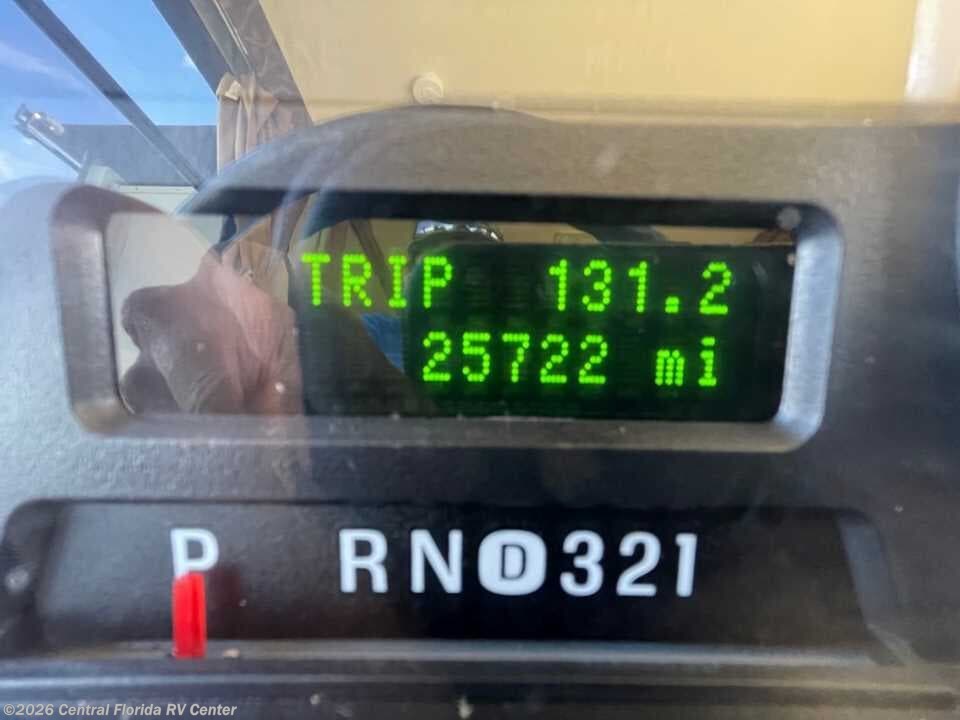 TRIP 131.2
25722 mi
P RND321
©2026 Central Florida RV Center